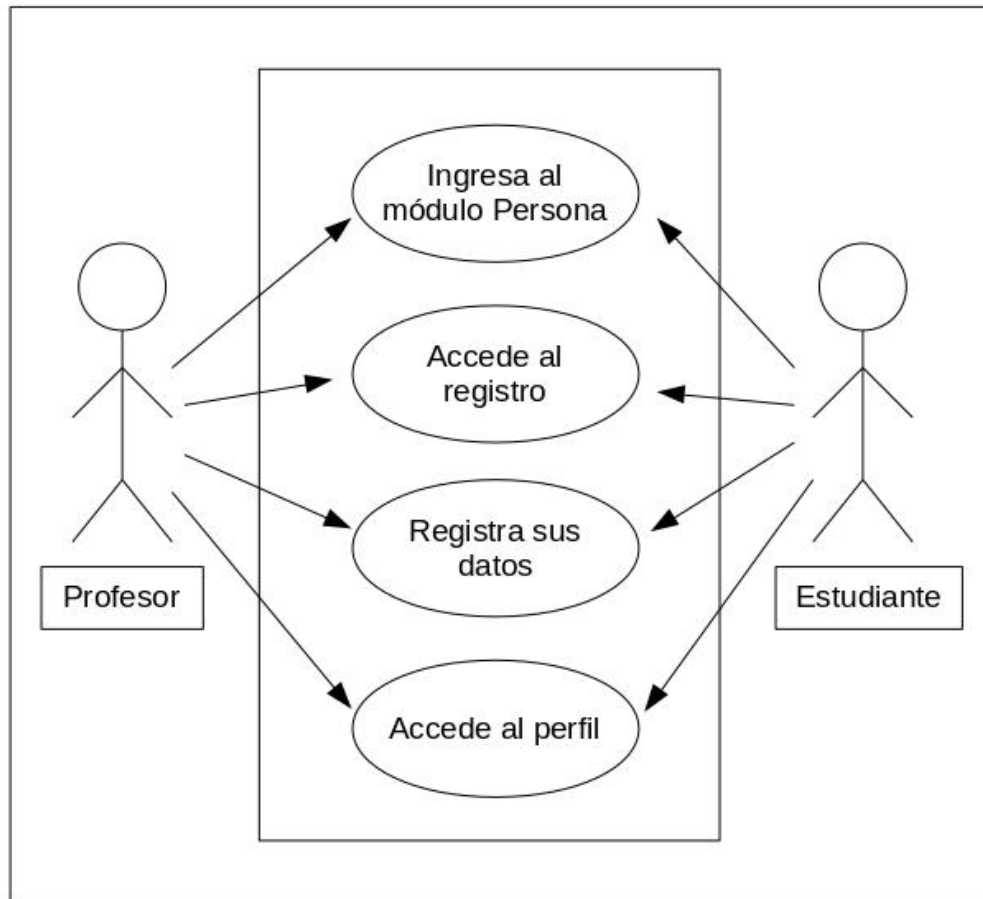 Ingresa al
módulo Persona
Accede al
registro
Registra sus
datos
Profesor
Estudiante
Accede al perfil